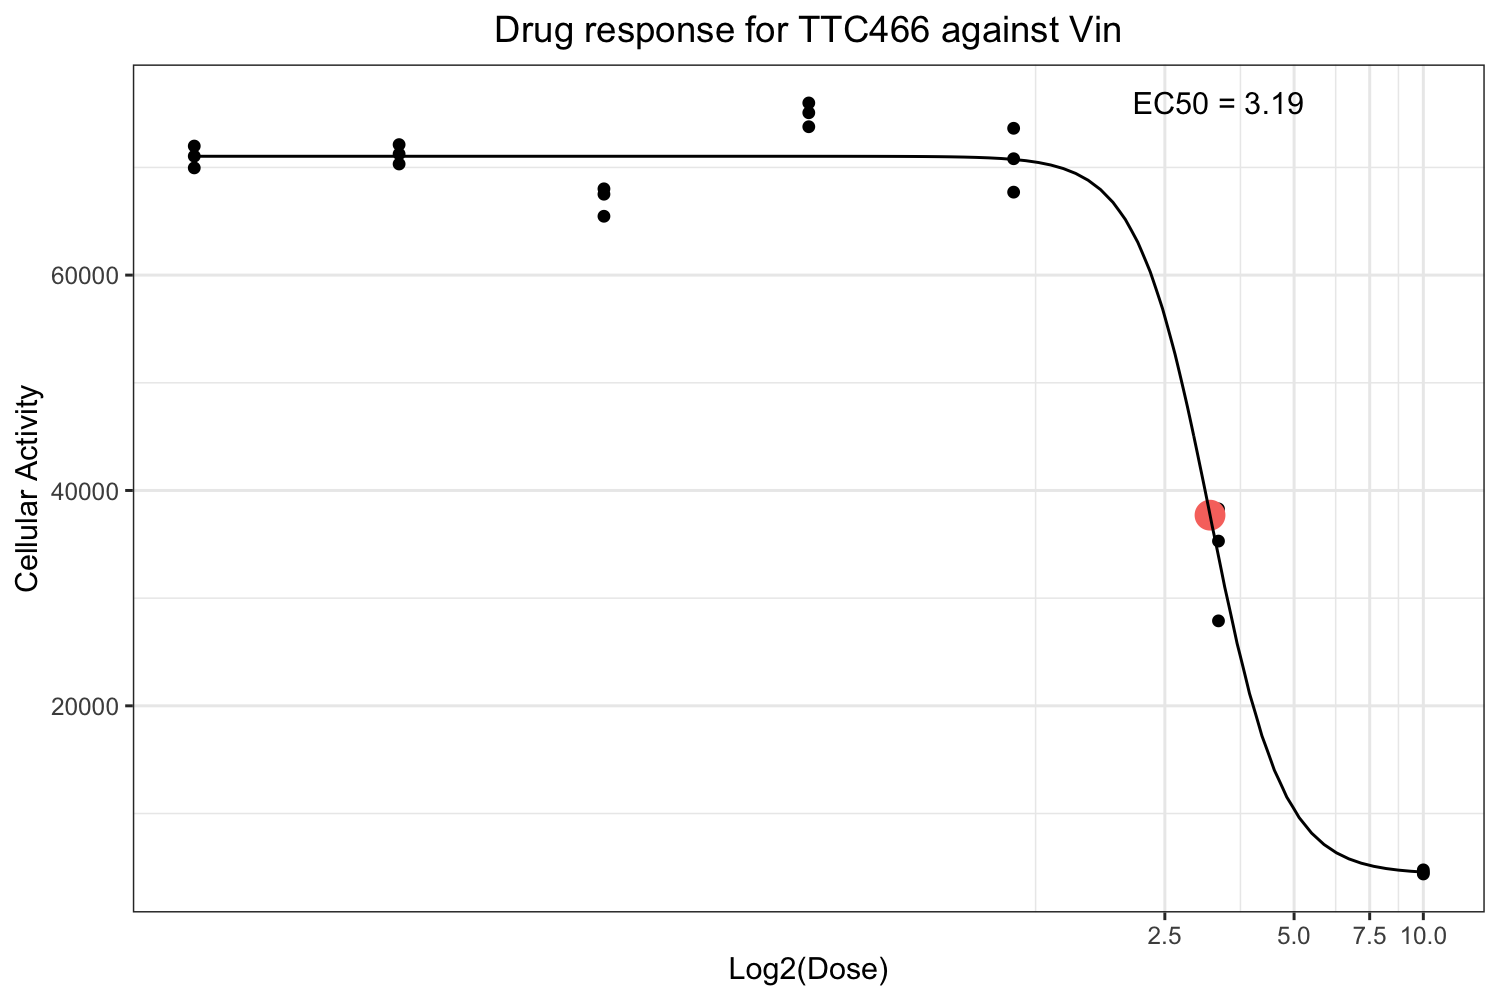 Drug response for TTC466 against Vin
EC50 = 3.19
60000
40000
20000
Cellular Activity
2.5 5.0 7.5 10.0
Log2(Dose)